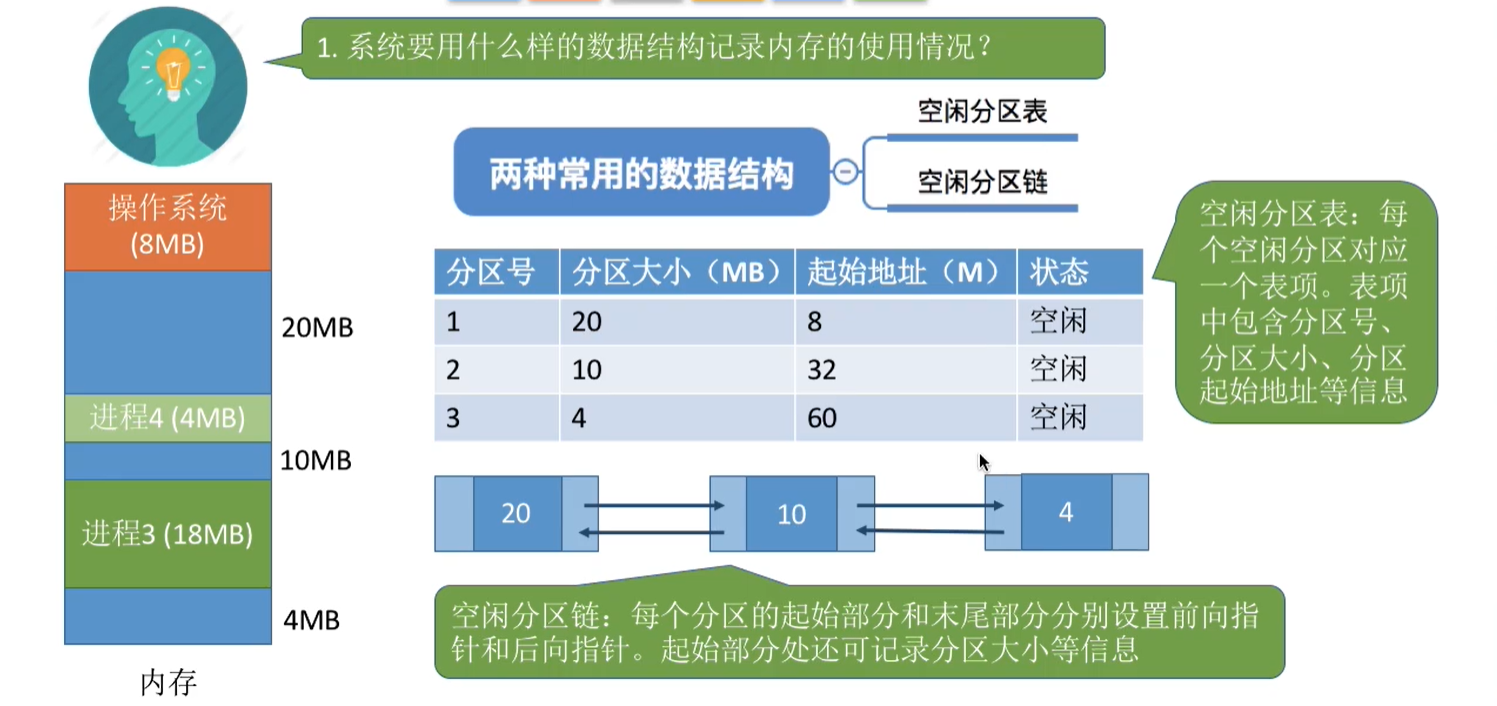 1. 系统要用什么样的数据结构记录内存的使用情况？
两种常用的数据结构
空闲分区表
空闲分区链
操作系统
(8MB)
20MB
进程4 (4MB)
10MB
进程3 (18MB)
4MB
内存
分区号 分区大小（MB） 起始地址（M） 状态
1 20 8 空闲
2 10 32 空闲
3 4 60 空闲
空闲分区表：每
个空闲分区对应
一个表项。表项
中包含分区号、
分区大小、分区
起始地址等信息
20 10 4
空闲分区链：每个分区的起始部分和末尾部分分别设置前向指
针和后向指针。起始部分处还可记录分区大小等信息